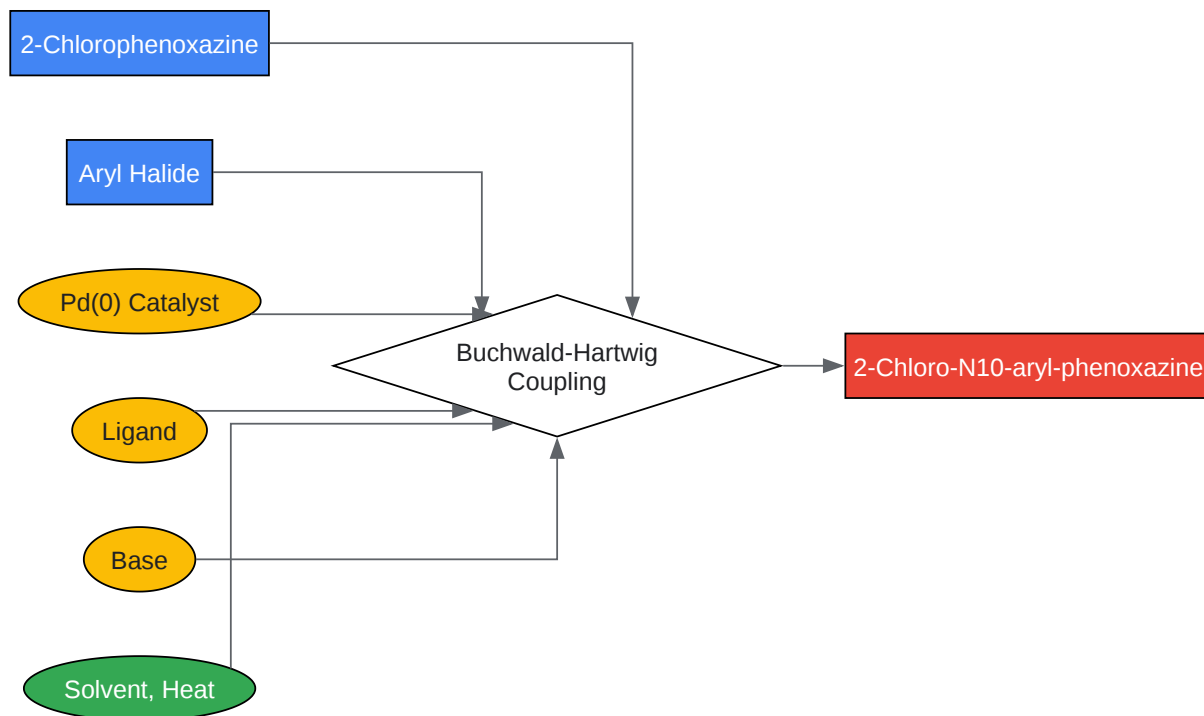 2-Chlorophenoxazine
Aryl Halide
Pd(0) Catalyst
Buchwald-Hartwig
Coupling
2-Chloro-N10-aryl-phenoxazine
Ligand
Base
Solvent, Heat